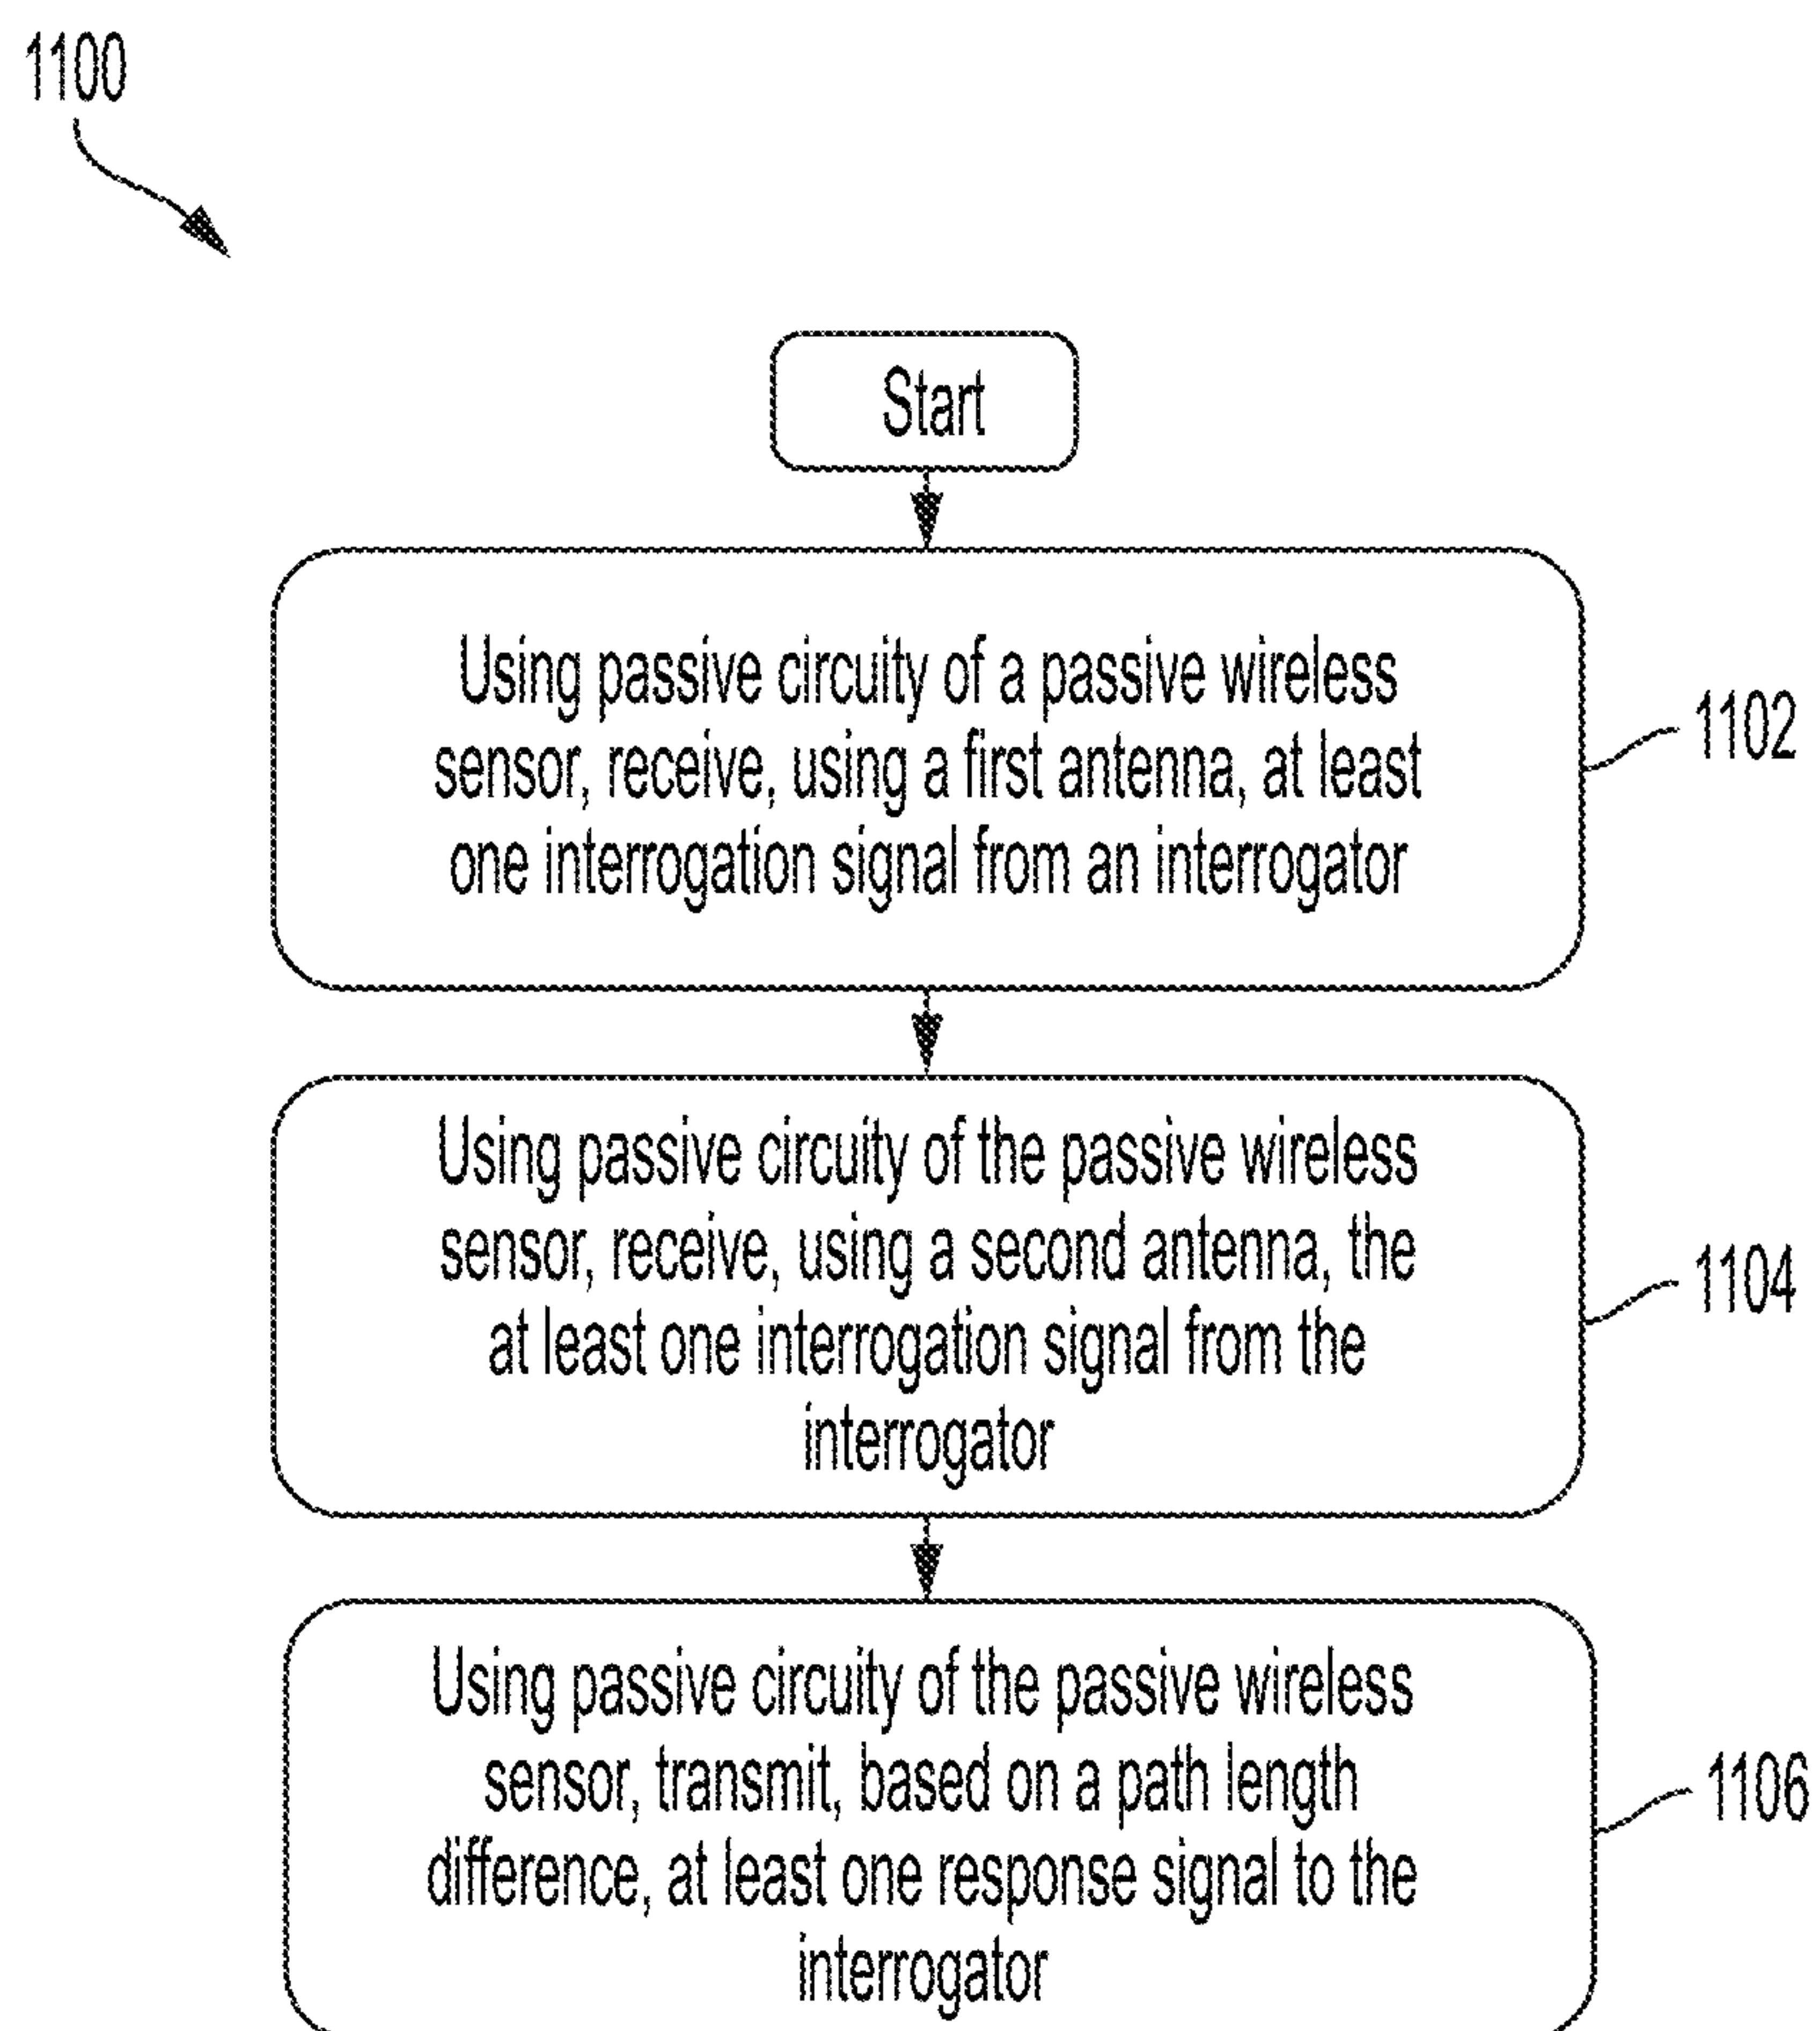 1100
Start
Using passive circuity of a passive wireless
sensor, receive, using a first antenna, at least
one interrogation signal from an interrogator
1102
Using passive circuity of the passive wireless
sensor, receive, using a second antenna, the
at least one interrogation signal from the
interrogator
1104
Using passive circuity of the passive wireless
sensor, transmit, based on a path length
difference, at least one response signal to the
interrogator
1106